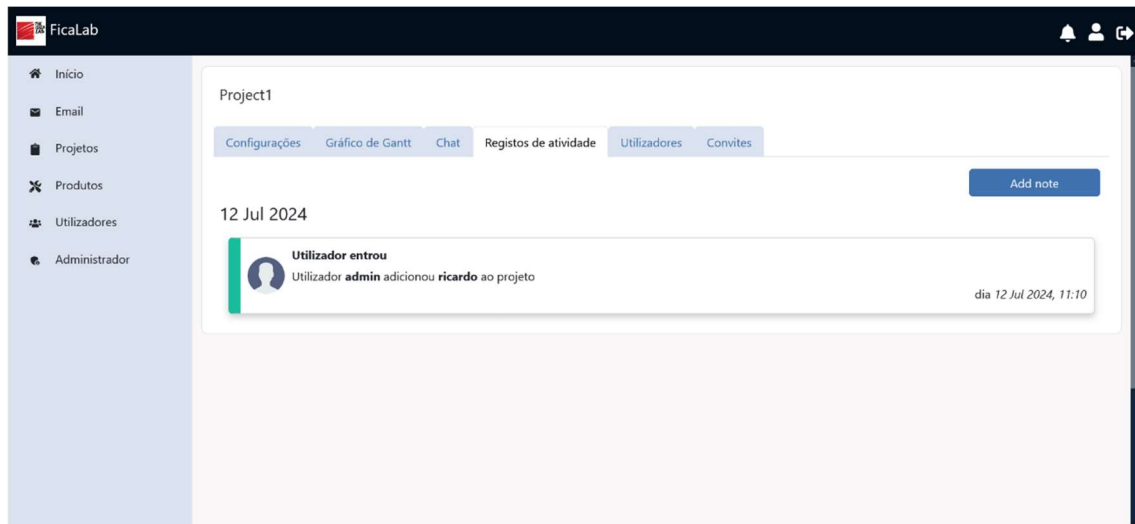 FicaLab
Início
Email
Projetos
Produtos
Utilizadores
Administrador
Project1
Configurações Gráfico de Gantt Chat Registos de atividade Utilizadores Convites
Add note
12 Jul 2024
Utilizador entrou
Utilizador admin adicionou ricardo ao projeto
dia 12 Jul 2024, 11:10